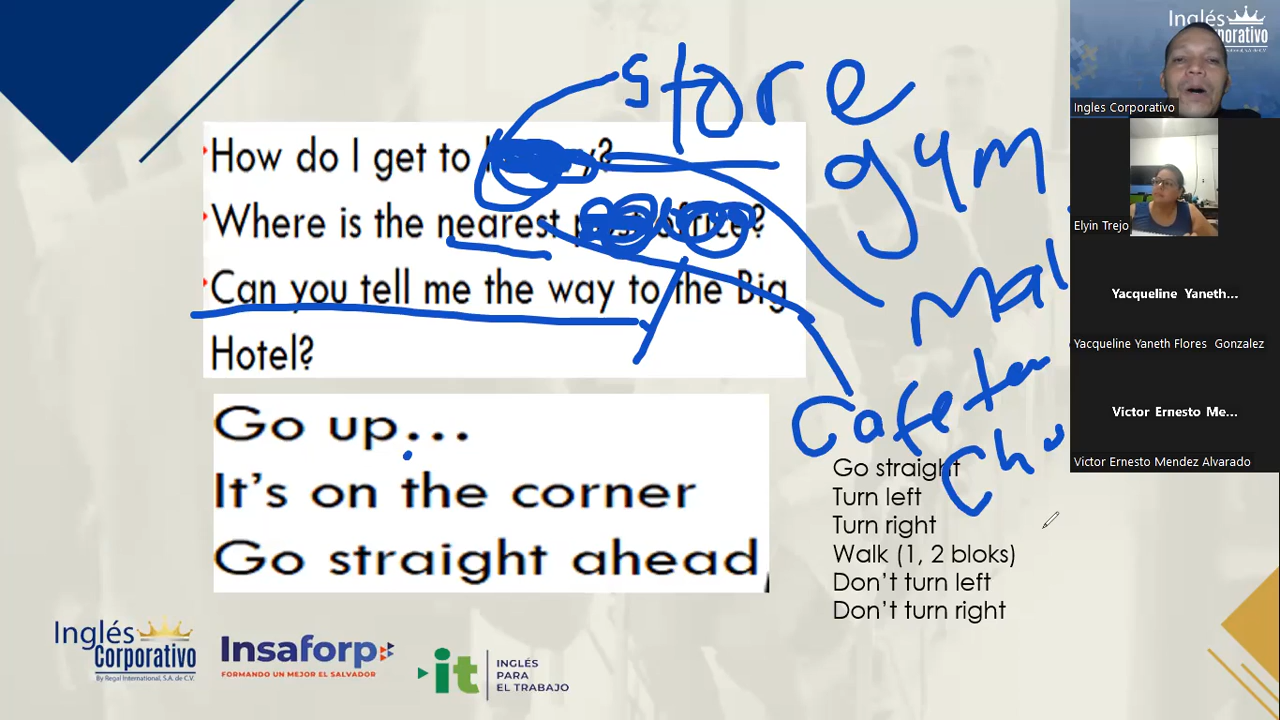 Inglés
Corporativo
store
gym
Mal
Cafete
Ch
How do I get to
Where is the nearest post office?
Can you tell me the way to the Big
Hotel?
Go up...
It's on the corner
Go straight ahead
Go straight
Turn left
Turn right
Walk (1, 2 bloks)
Don't turn left
Don't turn right
Ingles Corporativo
Elyin Trejo
Yacqueline Yaneth...
Yacqueline Yaneth Flores Gonzalez
Victor Ernesto Me...
Victor Ernesto Mendez Alvarado
Inglés
Corporativo
By Regal International, S.A. de C.V.
Insaforp
FORMANDO UN MEJOR EL SALVADOR
it
INGLÉS
PARA
EL TRABAJO